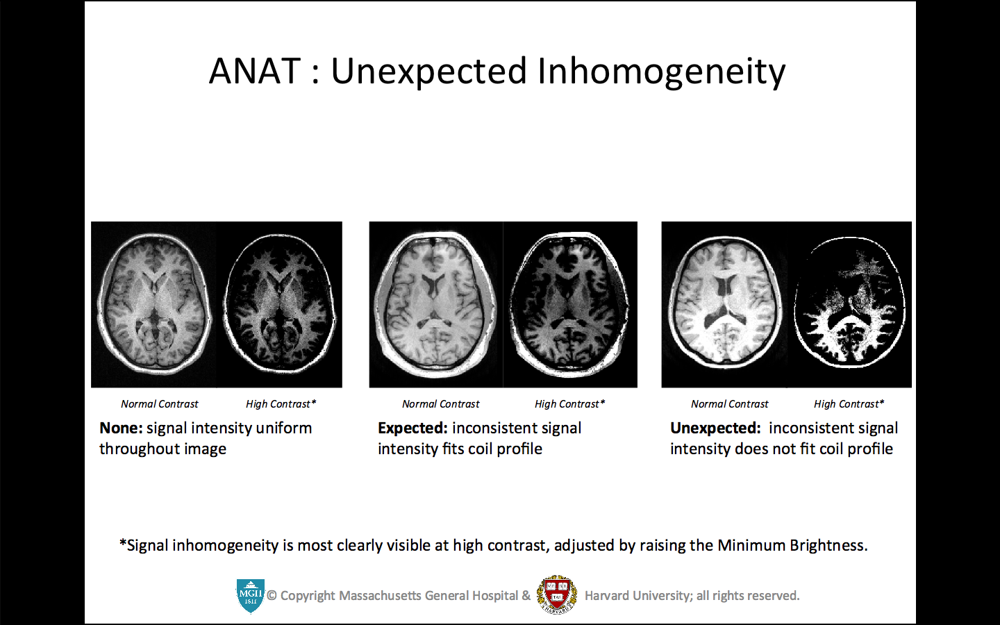 ANAT : Unexpected Inhomogeneity
Normal Contrast
High Contrast*
Normal Contrast
High Contrast*
Normal Contrast
High Contrast*
None: signal intensity uniform
throughout image
Expected: inconsistent signal
intensity fits coil profile
Unexpected: inconsistent signal
intensity does not fit coil profile
*Signal inhomogeneity is most clearly visible at high contrast, adjusted by raising the Minimum Brightness.
MGH
1811
© Copyright Massachusetts General Hospital &
VE RI
TAS
HARVARD
Harvard University; all rights reserved.